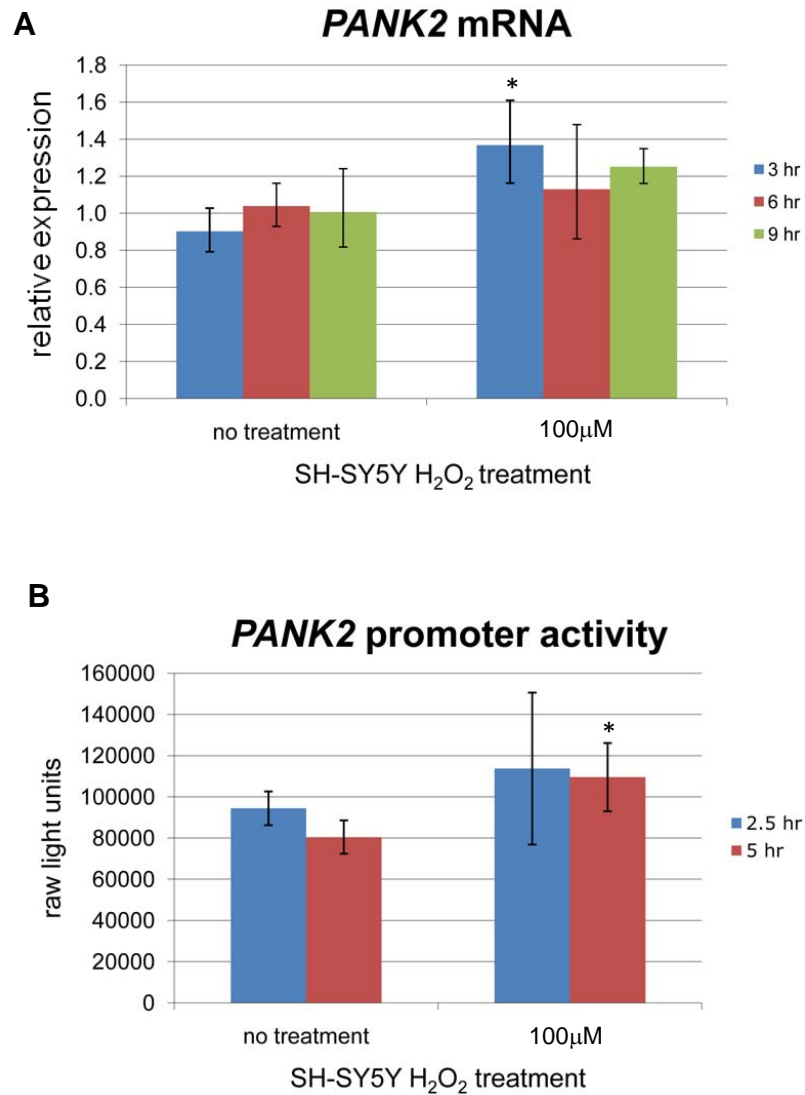 A
PANK2 mRNA
relative expression
1.8
1.6
1.4
1.2
1.0
0.8
0.6
0.4
0.2
0.0
*
3 hr
6 hr
9 hr
no treatment
100μM
SH-SY5Y H₂O₂ treatment
B
PANK2 promoter activity
raw light units
160000
140000
120000
100000
80000
60000
40000
20000
0
*
2.5 hr
5 hr
no treatment
100μM
SH-SY5Y H₂O₂ treatment